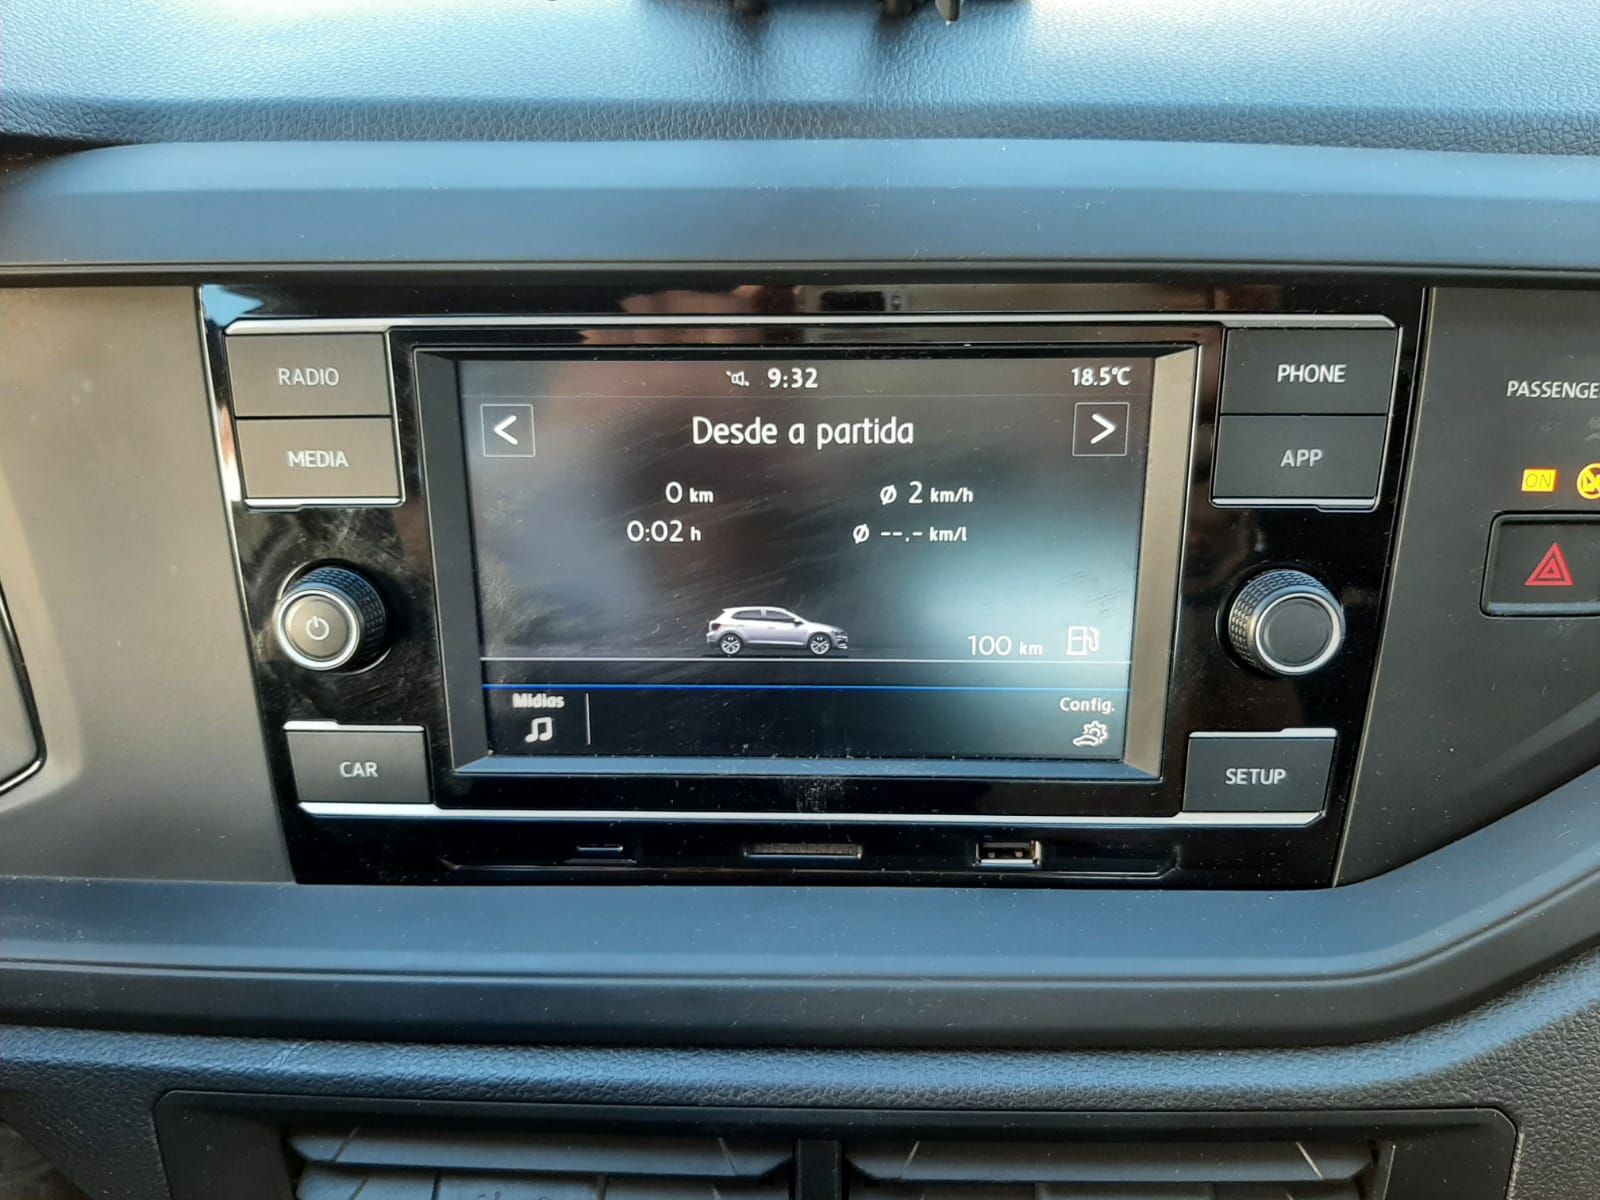 RADIO
MEDIA
CAR
9:32
18.5°C
<
Desde a partida
>
0 km
Ø 2 km/h
0:02 h
Ø --.- km/l
100 km
Mídias
Config.
PHONE
APP
SETUP
ON